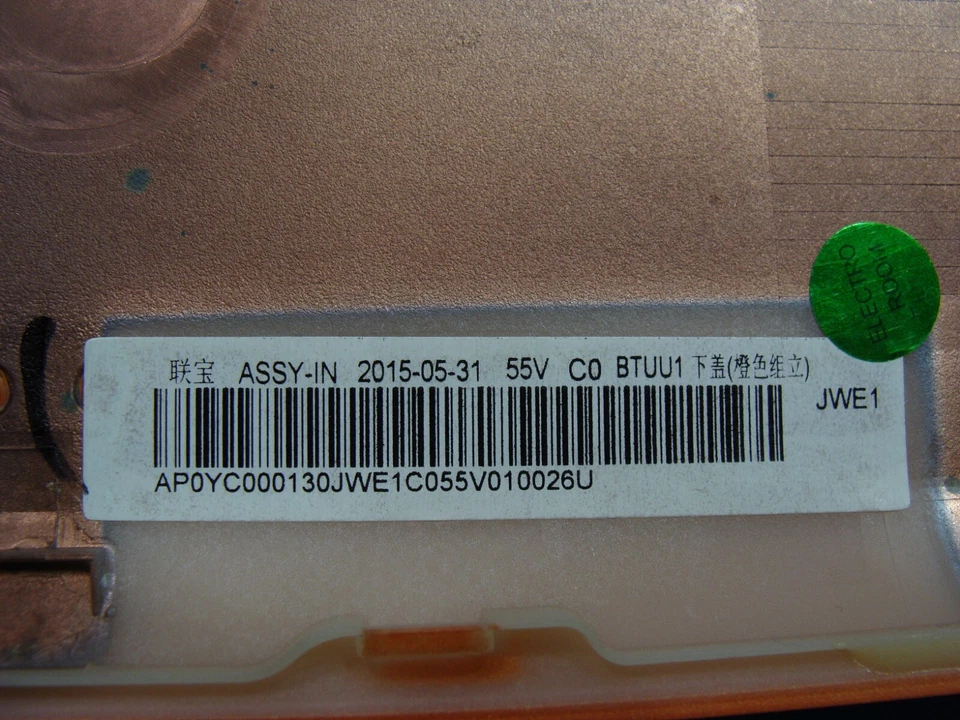 联宝 ASSY-IN 2015-05-31 55V C0 BTUU1 下盖(橙色组立)
JWE1
AP0YC000130JWE1C055V010026U
ELECTRO
ROOM